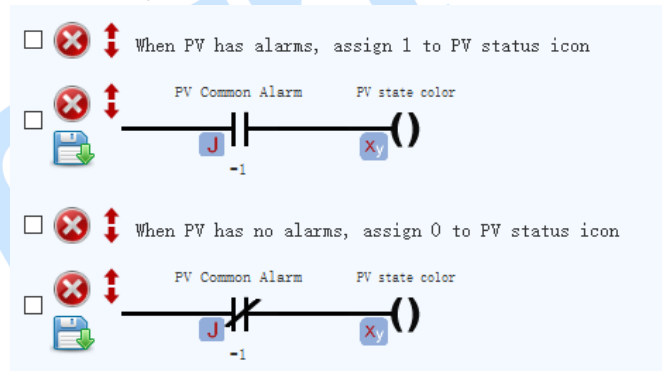 When PV has alarms, assign 1 to PV status icon
PV Common Alarm PV state color
J Xy
-1
When PV has no alarms, assign 0 to PV status icon
PV Common Alarm PV state color
J Xy
-1